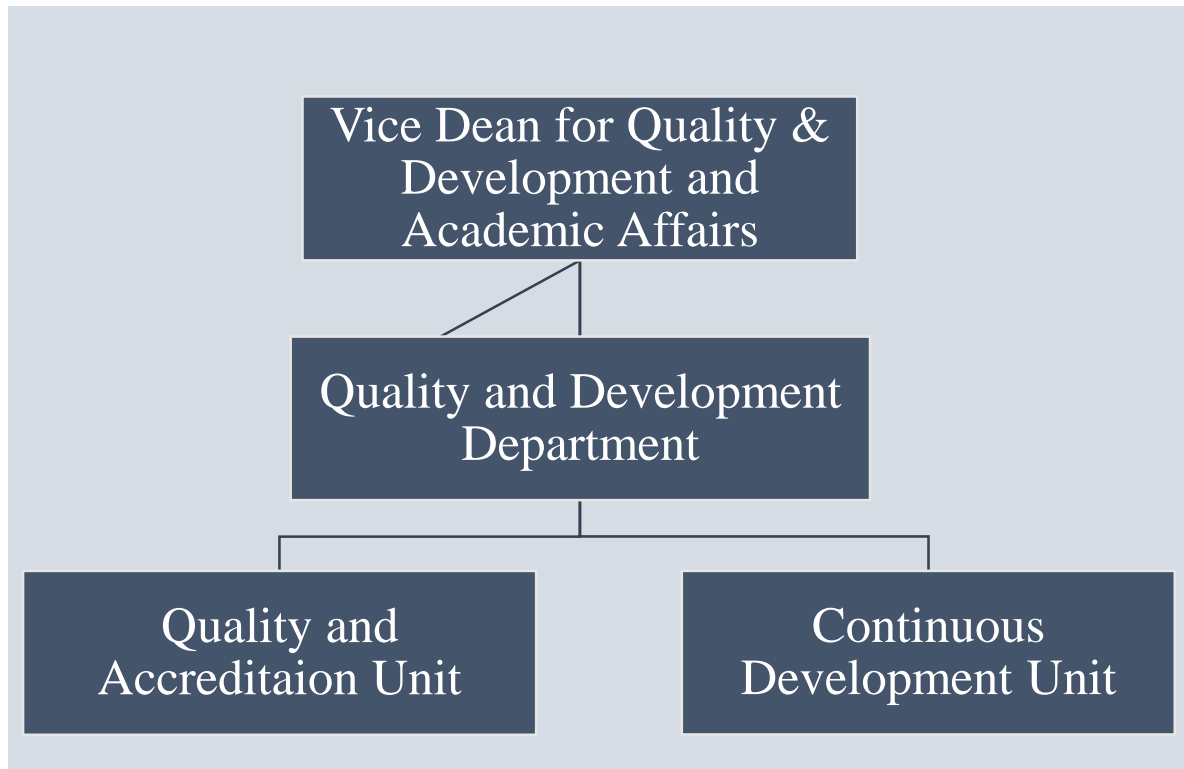 Vice Dean for Quality &
Development and
Academic Affairs
Quality and Development
Department
Quality and
Accreditaion Unit
Continuous
Development Unit